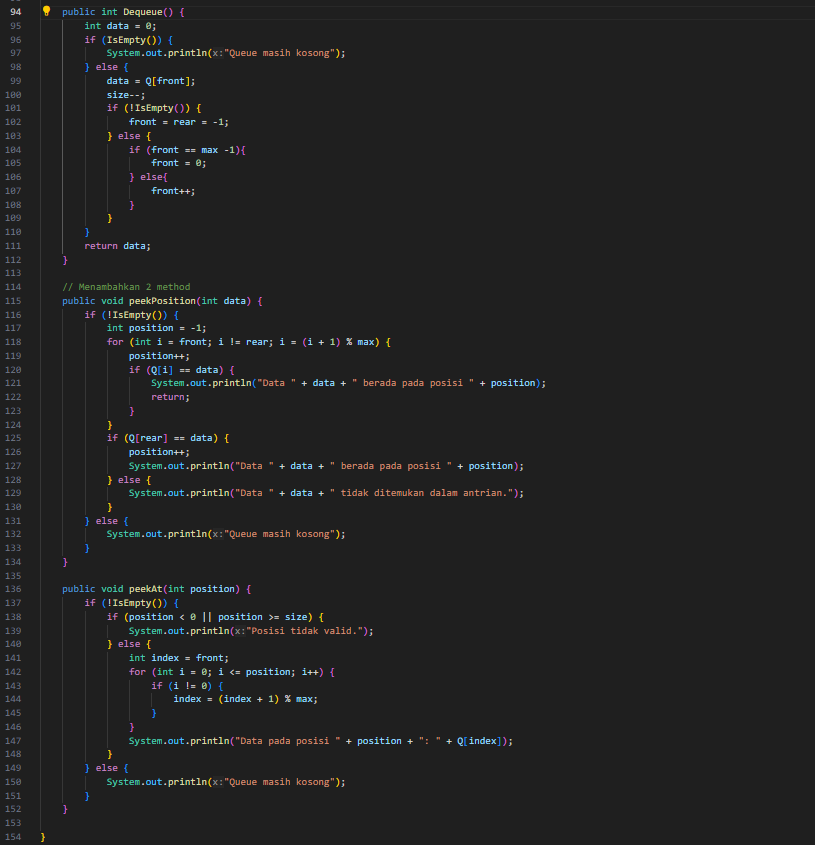 94 public int Dequeue() {
95 int data = 0;
96 if (IsEmpty()) {
97 System.out.println(x:"Queue masih kosong");
98 } else {
99 data = Q[front];
100 size--;
101 if (!IsEmpty()) {
102 front = rear = -1;
103 } else {
104 if (front == max -1){
105 front = 0;
106 } else{
107 front++;
108 }
109 }
110 }
111 return data;
112 }
113
114 // Menambahkan 2 method
115 public void peekPosition(int data) {
116 if (!IsEmpty()) {
117 int position = -1;
118 for (int i = front; i != rear; i = (i + 1) % max) {
119 position++;
120 if (Q[i] == data) {
121 System.out.println("Data " + data + " berada pada posisi " + position);
122 return;
123 }
124 }
125 if (Q[rear] == data) {
126 position++;
127 System.out.println("Data " + data + " berada pada posisi " + position);
128 } else {
129 System.out.println("Data " + data + " tidak ditemukan dalam antrian.");
130 }
131 } else {
132 System.out.println(x:"Queue masih kosong");
133 }
134 }
135
136 public void peekAt(int position) {
137 if (!IsEmpty()) {
138 if (position < 0 || position >= size) {
139 System.out.println(x:"Posisi tidak valid.");
140 } else {
141 int index = front;
142 for (int i = 0; i <= position; i++) {
143 if (i != 0) {
144 index = (index + 1) % max;
145 }
146 }
147 System.out.println("Data pada posisi " + position + ": " + Q[index]);
148 }
149 } else {
150 System.out.println(x:"Queue masih kosong");
151 }
152 }
153
154 }